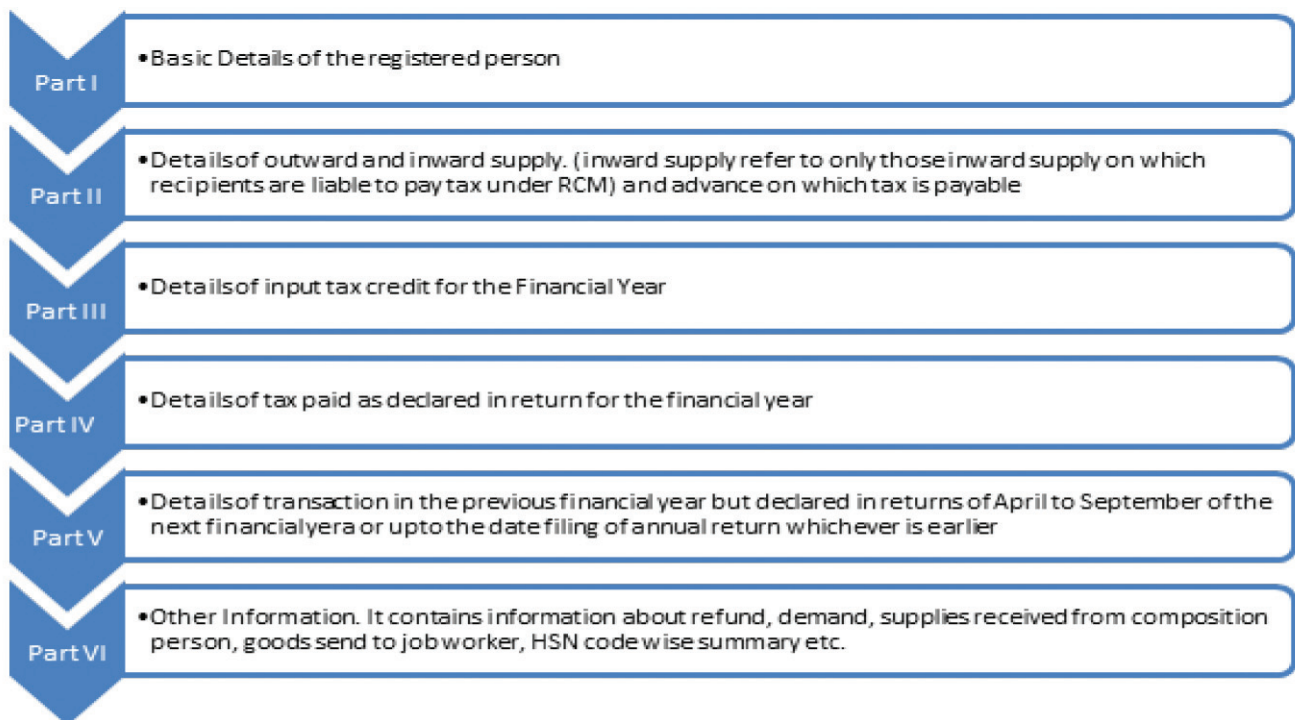 Part I
•Basic Details of the registered person
Part II
•Details of outward and inward supply. (inward supply refer to only those inward supply on which
recipients are liable to pay tax under RCM) and advance on which tax is payable
Part III
•Details of input tax credit for the Financial Year
Part IV
•Details of tax paid as declared in return for the financial year
Part V
•Details of transaction in the previous financial year but declared in returns of April to September of the
next financial yera or upto the date filing of annual return whichever is earlier
Part VI
•Other Information. It contains information about refund, demand, supplies received from composition
person, goods send to job worker, HSN code wise summary etc.